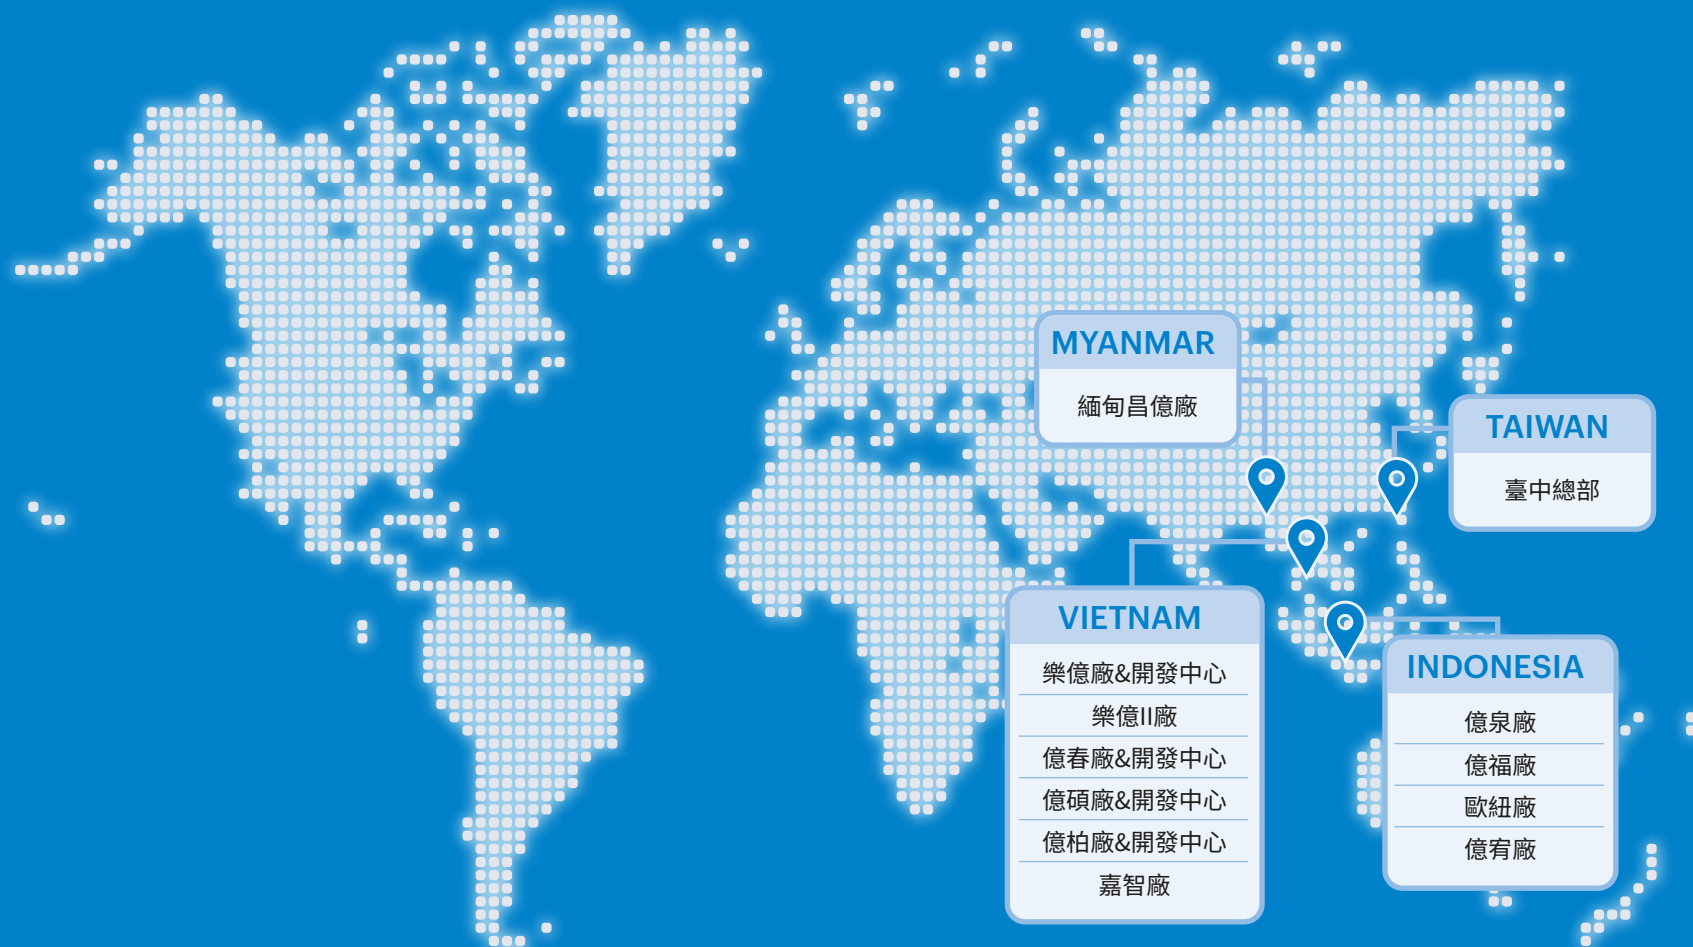 MYANMAR
緬甸昌億廠
TAIWAN
臺中總部
VIETNAM
樂億廠&開發中心
樂億II廠
億春廠&開發中心
億碩廠&開發中心
億柏廠&開發中心
嘉智廠
INDONESIA
億泉廠
億福廠
歐紐廠
億宥廠